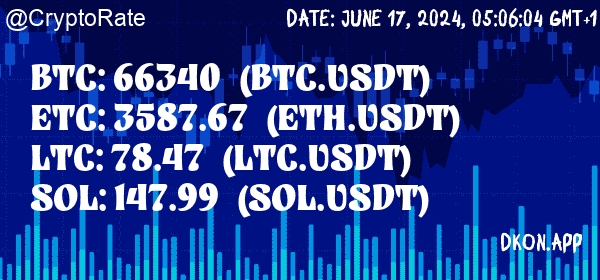 @CryptoRate
DATE: JUNE 17, 2024, 05:06:04 GMT+1
BTC: 66340 (BTC.USDT)
ETC: 3587.67 (ETH.USDT)
LTC: 78.47 (LTC.USDT)
SOL: 147.99 (SOL.USDT)
DKON.APP